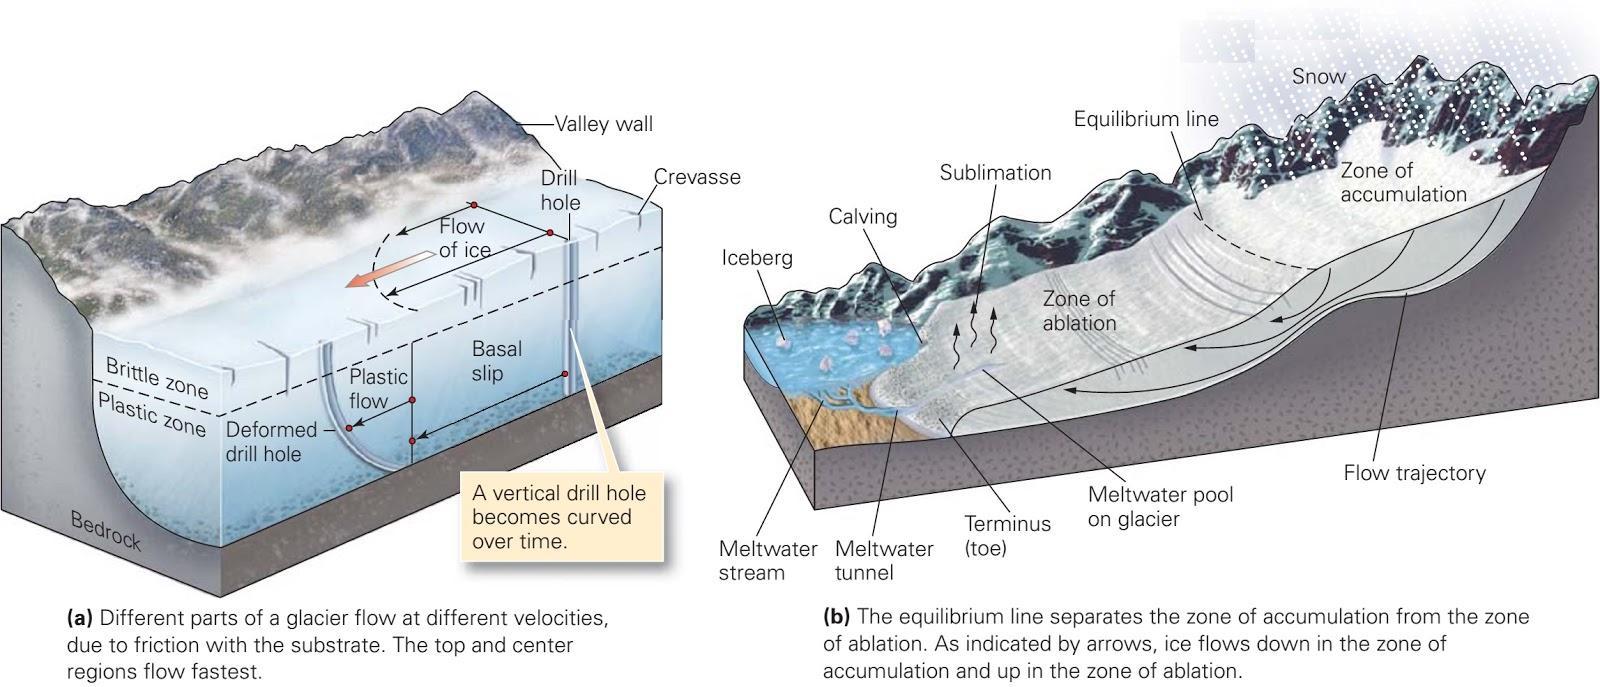 Valley wall
Drill
hole
Crevasse
Flow
of ice
Brittle zone
Plastic zone
Basal
slip
Plastic
flow
Deformed
drill hole
Bedrock
A vertical drill hole
becomes curved
over time.
(a) Different parts of a glacier flow at different velocities,
due to friction with the substrate. The top and center
regions flow fastest.
Snow
Equilibrium line
Zone of
accumulation
Sublimation
Calving
Iceberg
Zone of
ablation
Flow trajectory
Meltwater pool
on glacier
Terminus
(toe)
Meltwater
stream
Meltwater
tunnel
(b) The equilibrium line separates the zone of accumulation from the zone
of ablation. As indicated by arrows, ice flows down in the zone of
accumulation and up in the zone of ablation.